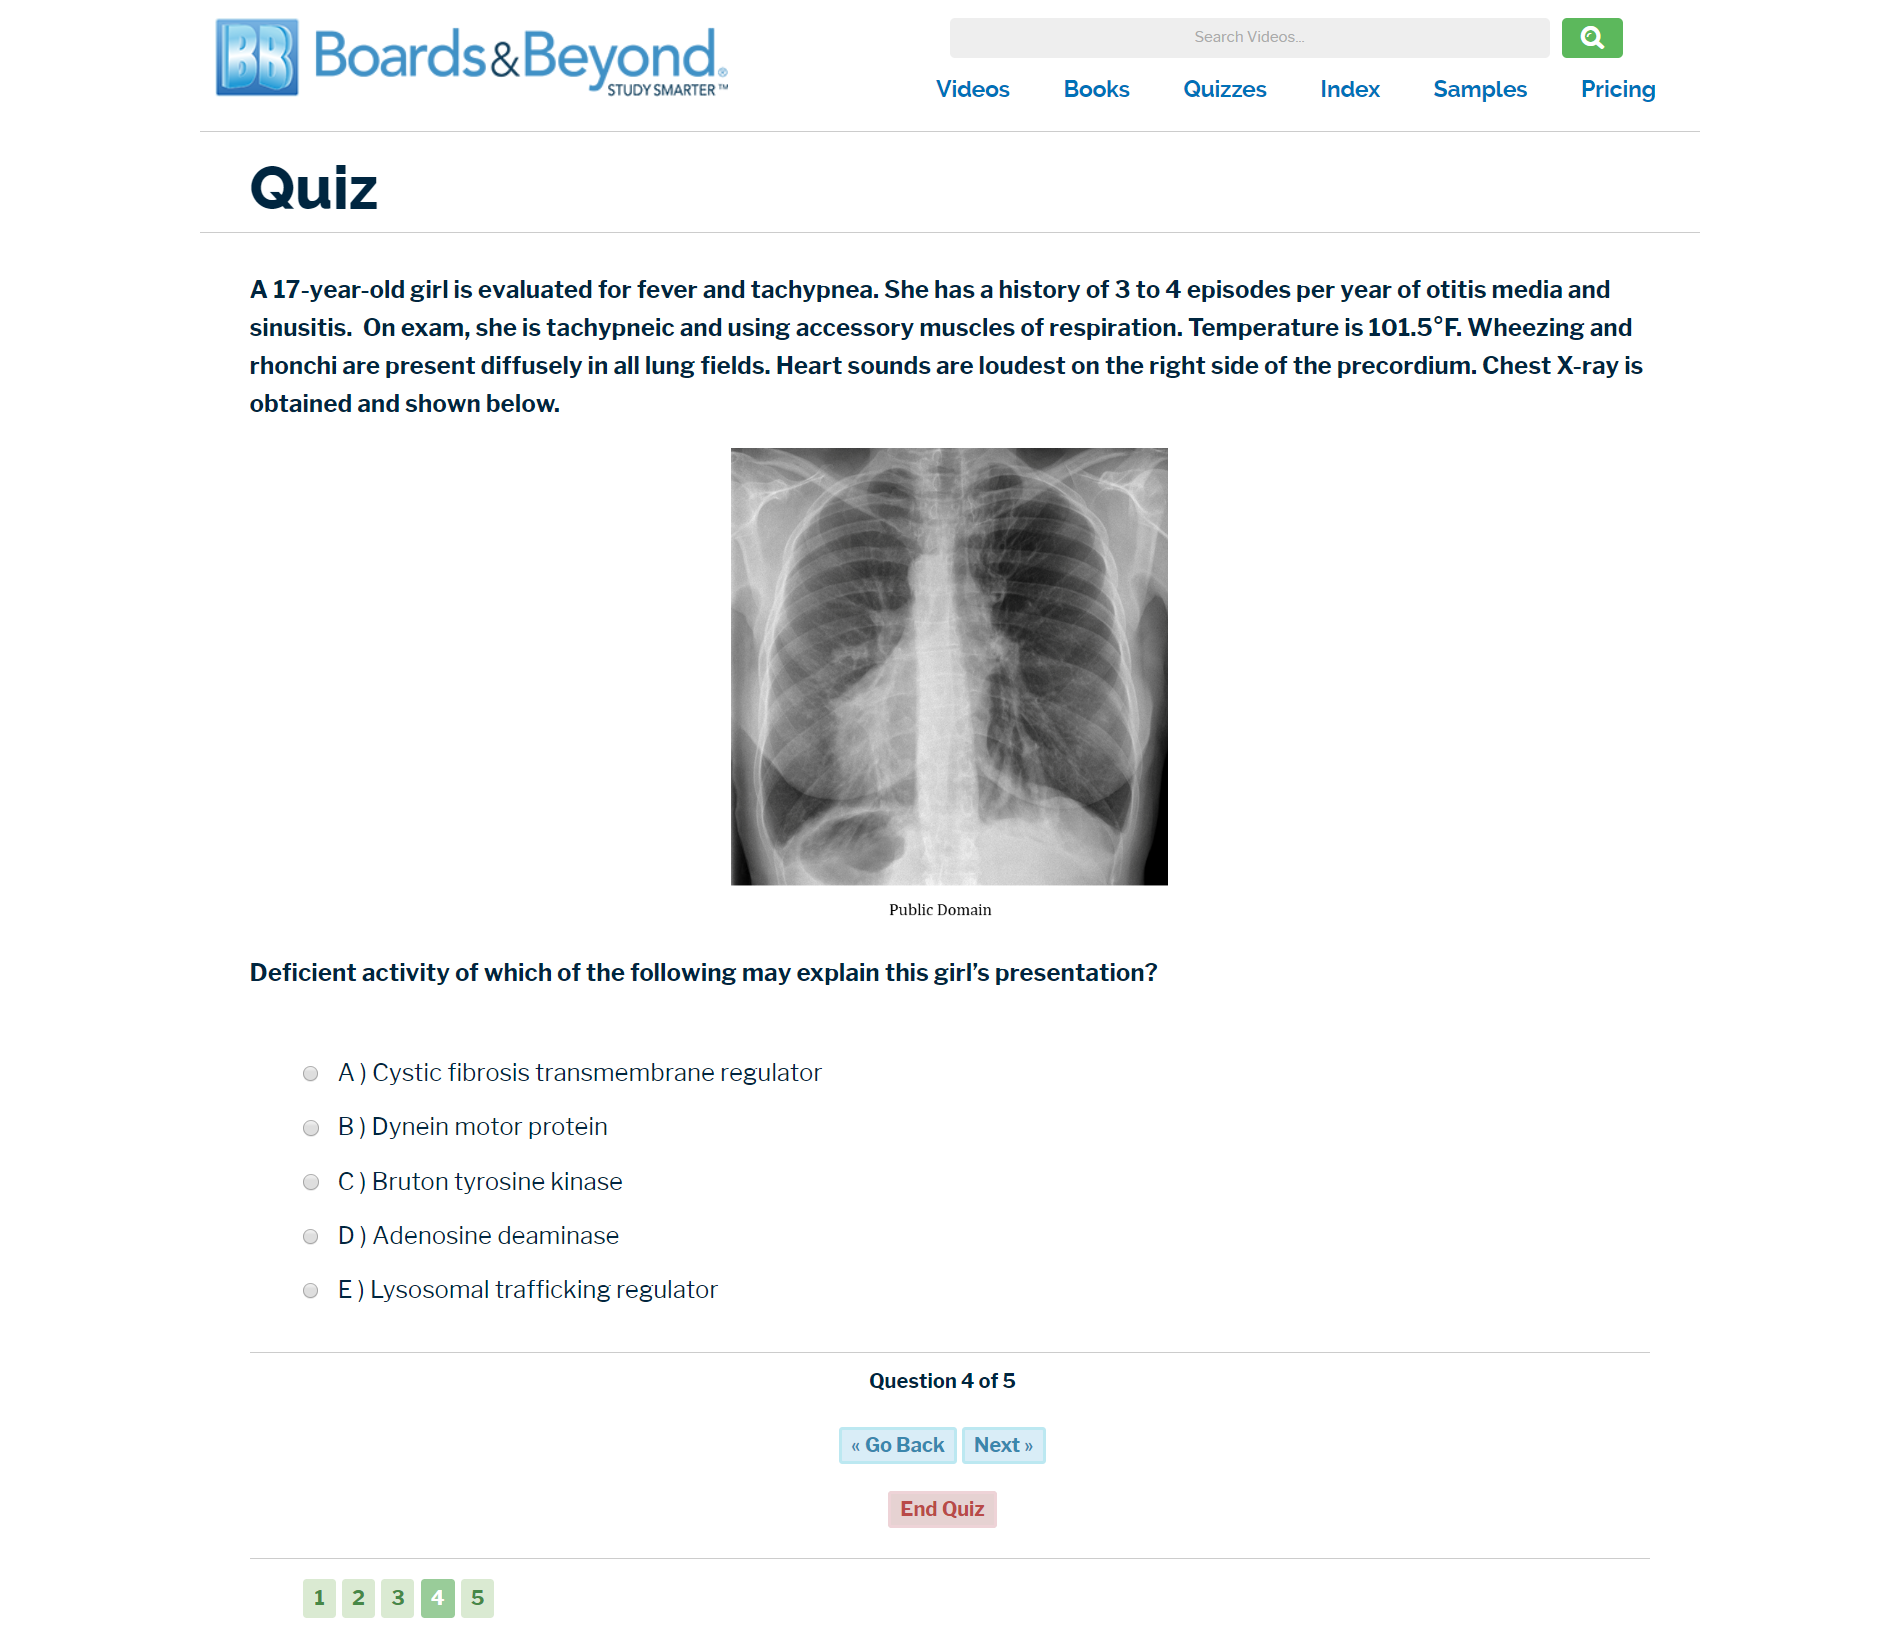 BB Boards&Beyond®
STUDY SMARTER™
Search Videos...
Videos Books Quizzes Index Samples Pricing
Quiz
A 17-year-old girl is evaluated for fever and tachypnea. She has a history of 3 to 4 episodes per year of otitis media and
sinusitis.  On exam, she is tachypneic and using accessory muscles of respiration. Temperature is 101.5°F. Wheezing and
rhonchi are present diffusely in all lung fields. Heart sounds are loudest on the right side of the precordium. Chest X-ray is
obtained and shown below.
Public Domain
Deficient activity of which of the following may explain this girl’s presentation?
A ) Cystic fibrosis transmembrane regulator
B ) Dynein motor protein
C ) Bruton tyrosine kinase
D ) Adenosine deaminase
E ) Lysosomal trafficking regulator
Question 4 of 5
« Go Back Next »
End Quiz
1 2 3 4 5